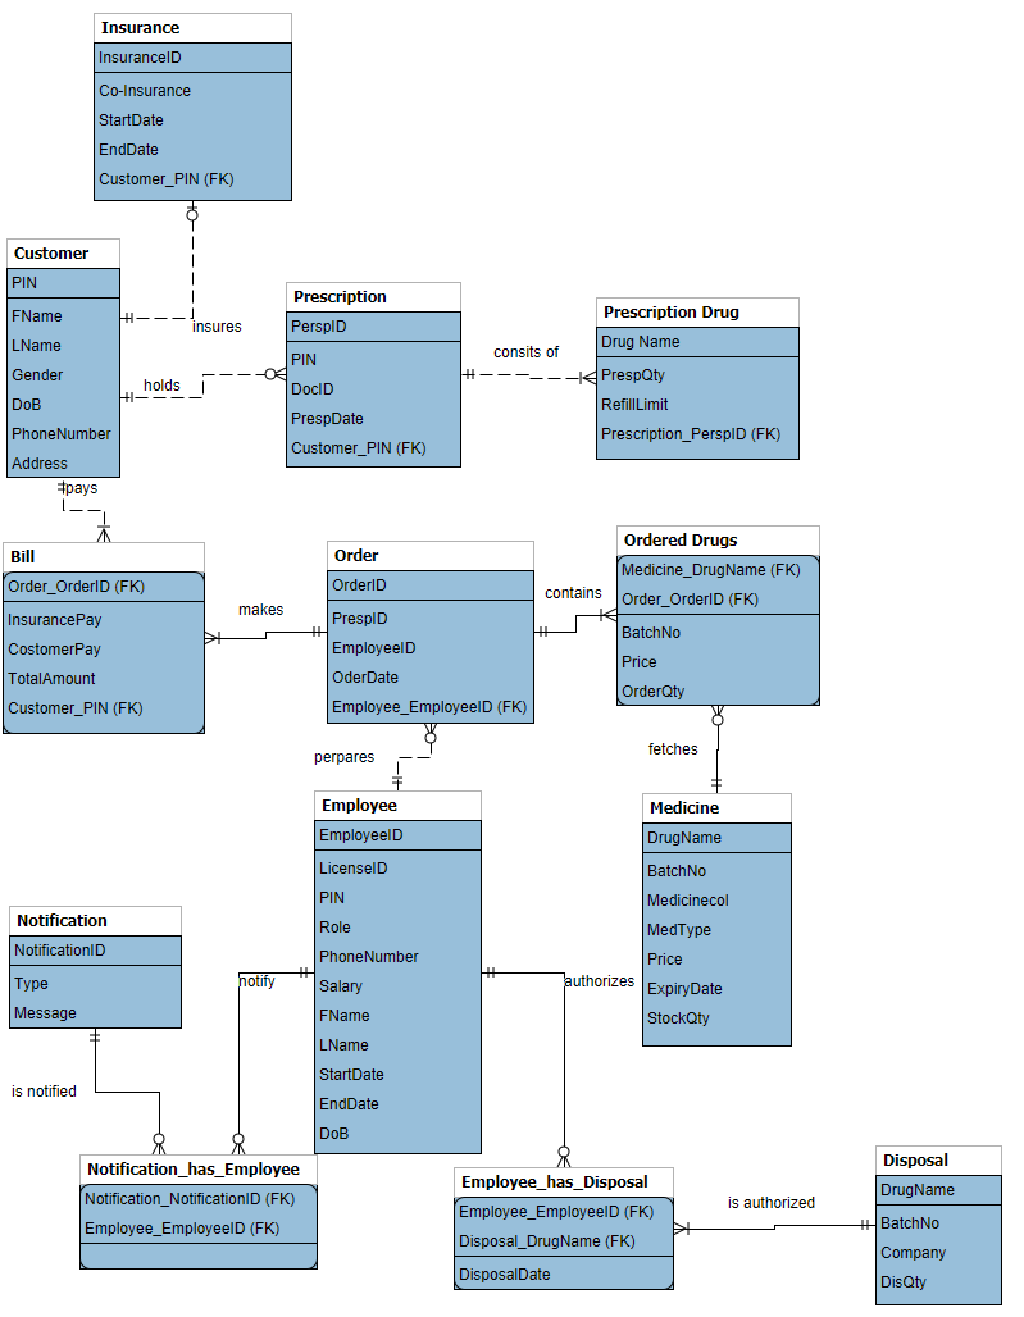 Insurance
InsuranceID
Co-Insurance
StartDate
EndDate
Customer_PIN (FK)
insures
Customer
PIN
FName
LName
Gender
DoB
PhoneNumber
Address
holds
pays
Prescription
PerspID
PIN
DocID
PrespDate
Customer_PIN (FK)
consits of
Prescription Drug
Drug Name
PrespQty
RefillLimit
Prescription_PerspID (FK)
Bill
Order_OrderID (FK)
InsurancePay
CostomerPay
TotalAmount
Customer_PIN (FK)
makes
Order
OrderID
PrespID
EmployeeID
OderDate
Employee_EmployeeID (FK)
contains
Ordered Drugs
Medicine_DrugName (FK)
Order_OrderID (FK)
BatchNo
Price
OrderQty
perpares
fetches
Employee
EmployeeID
LicenseID
PIN
Role
PhoneNumber
Salary
FName
LName
StartDate
EndDate
DoB
Medicine
DrugName
BatchNo
Medicinecol
MedType
Price
ExpiryDate
StockQty
Notification
NotificationID
Type
Message
notify
authorizes
is notified
Notification_has_Employee
Notification_NotificationID (FK)
Employee_EmployeeID (FK)
Employee_has_Disposal
Employee_EmployeeID (FK)
Disposal_DrugName (FK)
DisposalDate
is authorized
Disposal
DrugName
BatchNo
Company
DisQty